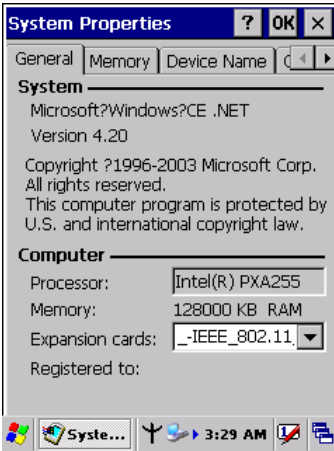 System Properties ? OK ×
General Memory Device Name
System
Microsoft?Windows?CE .NET
Version 4.20
Copyright ?1996-2003 Microsoft Corp.
All rights reserved.
This computer program is protected by
U.S. and international copyright law.
Computer
Processor: Intel(R) PXA255
Memory: 128000 KB RAM
Expansion cards: _-IEEE_802.11_
Registered to:
Syste... 3:29 AM